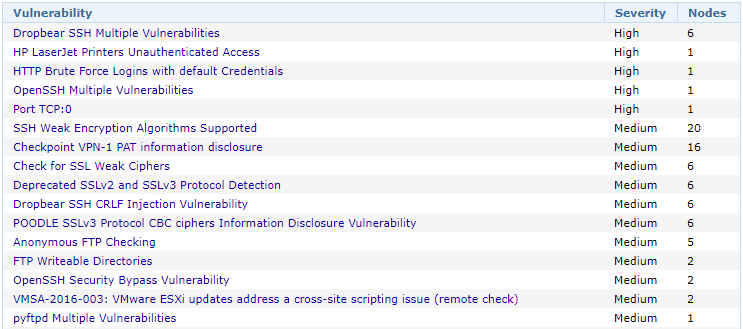 Vulnerability Severity Nodes
Dropbear SSH Multiple Vulnerabilities High 6
HP LaserJet Printers Unauthenticated Access High 1
HTTP Brute Force Logins with default Credentials High 1
OpenSSH Multiple Vulnerabilities High 1
Port TCP:0 High 1
SSH Weak Encryption Algorithms Supported Medium 20
Checkpoint VPN-1 PAT information disclosure Medium 16
Check for SSL Weak Ciphers Medium 6
Deprecated SSLv2 and SSLv3 Protocol Detection Medium 6
Dropbear SSH CRLF Injection Vulnerability Medium 6
POODLE SSLv3 Protocol CBC ciphers Information Disclosure Vulnerability Medium 6
Anonymous FTP Checking Medium 5
FTP Writeable Directories Medium 2
OpenSSH Security Bypass Vulnerability Medium 2
VMSA-2016-003: VMware ESXi updates address a cross-site scripting issue (remote check) Medium 2
pyftpd Multiple Vulnerabilities Medium 1